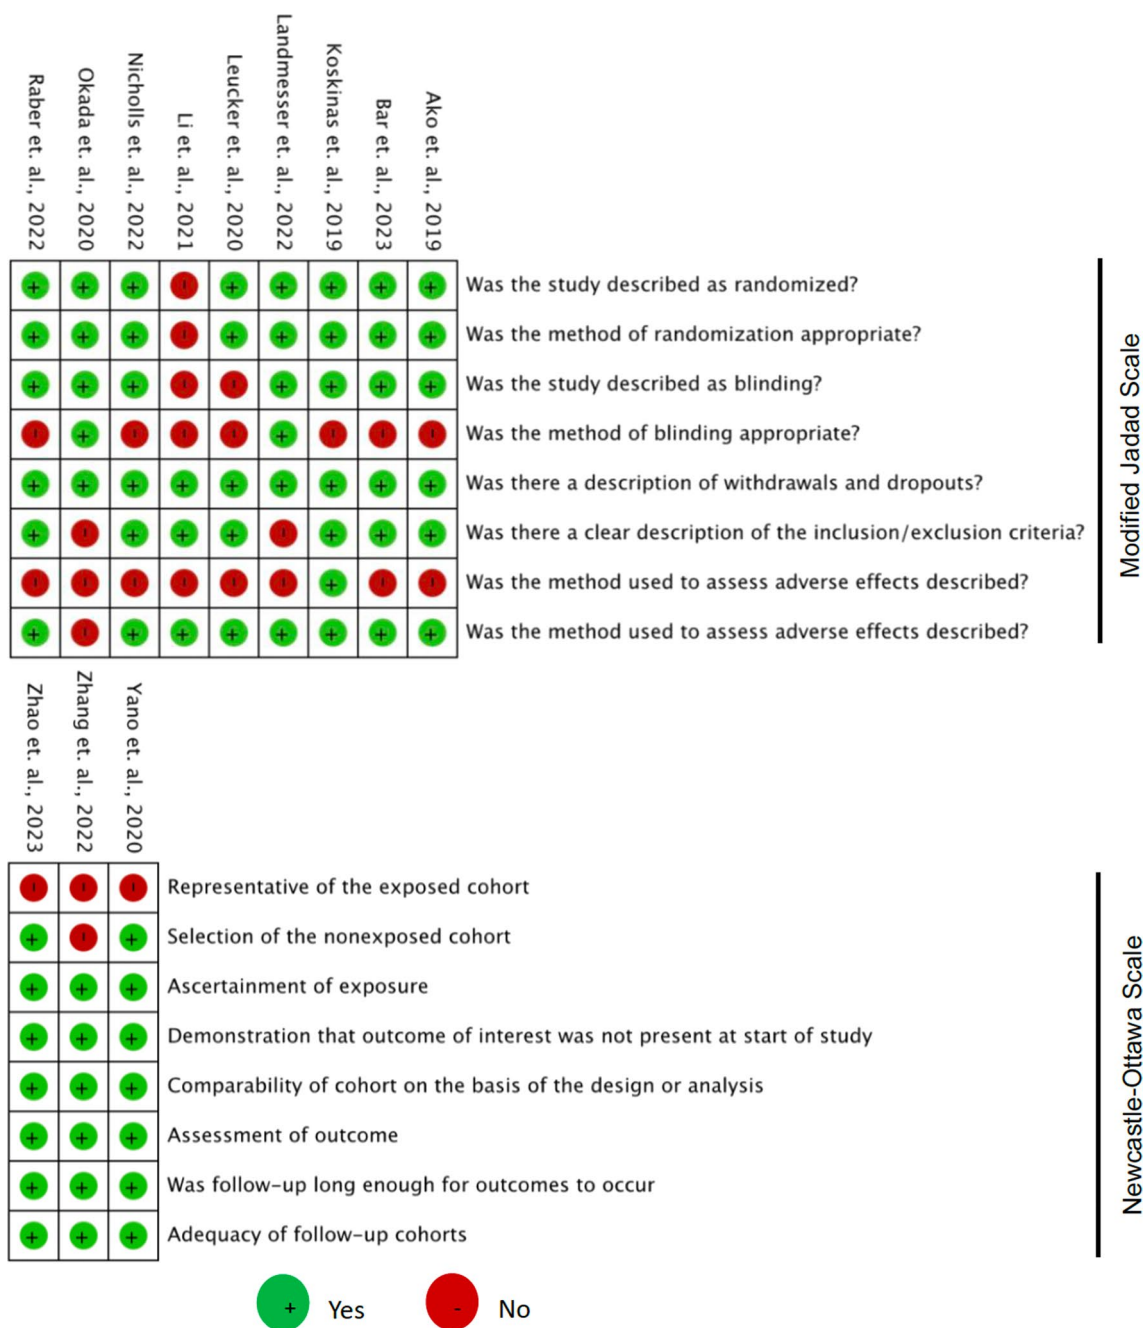 Raber et. al., 2022
Okada et. al., 2020
Nicholls et. al., 2022
Li et. al., 2021
Leucker et. al., 2020
Landmesser et. al., 2022
Koskinas et. al., 2019
Bar et. al., 2023
Ako et. al., 2019
+ + + - + + + + + Was the study described as randomized?
+ + + - + + + + + Was the method of randomization appropriate?
+ + + - - + + + + Was the study described as blinding?
- + - - - + - - - Was the method of blinding appropriate?
+ + + + + + + + + Was there a description of withdrawals and dropouts?
+ - + + + - + + + Was there a clear description of the inclusion/exclusion criteria?
- - - - - - + - - Was the method used to assess adverse effects described?
+ - + + + + + + + Was the method used to assess adverse effects described?
Modified Jadad Scale
Zhao et. al., 2023
Zhang et. al., 2022
Yano et. al., 2020
- - - Representative of the exposed cohort
+ - + Selection of the nonexposed cohort
+ + + Ascertainment of exposure
+ + + Demonstration that outcome of interest was not present at start of study
+ + + Comparability of cohort on the basis of the design or analysis
+ + + Assessment of outcome
+ + + Was follow-up long enough for outcomes to occur
+ + + Adequacy of follow-up cohorts
Newcastle-Ottawa Scale
+ Yes - No